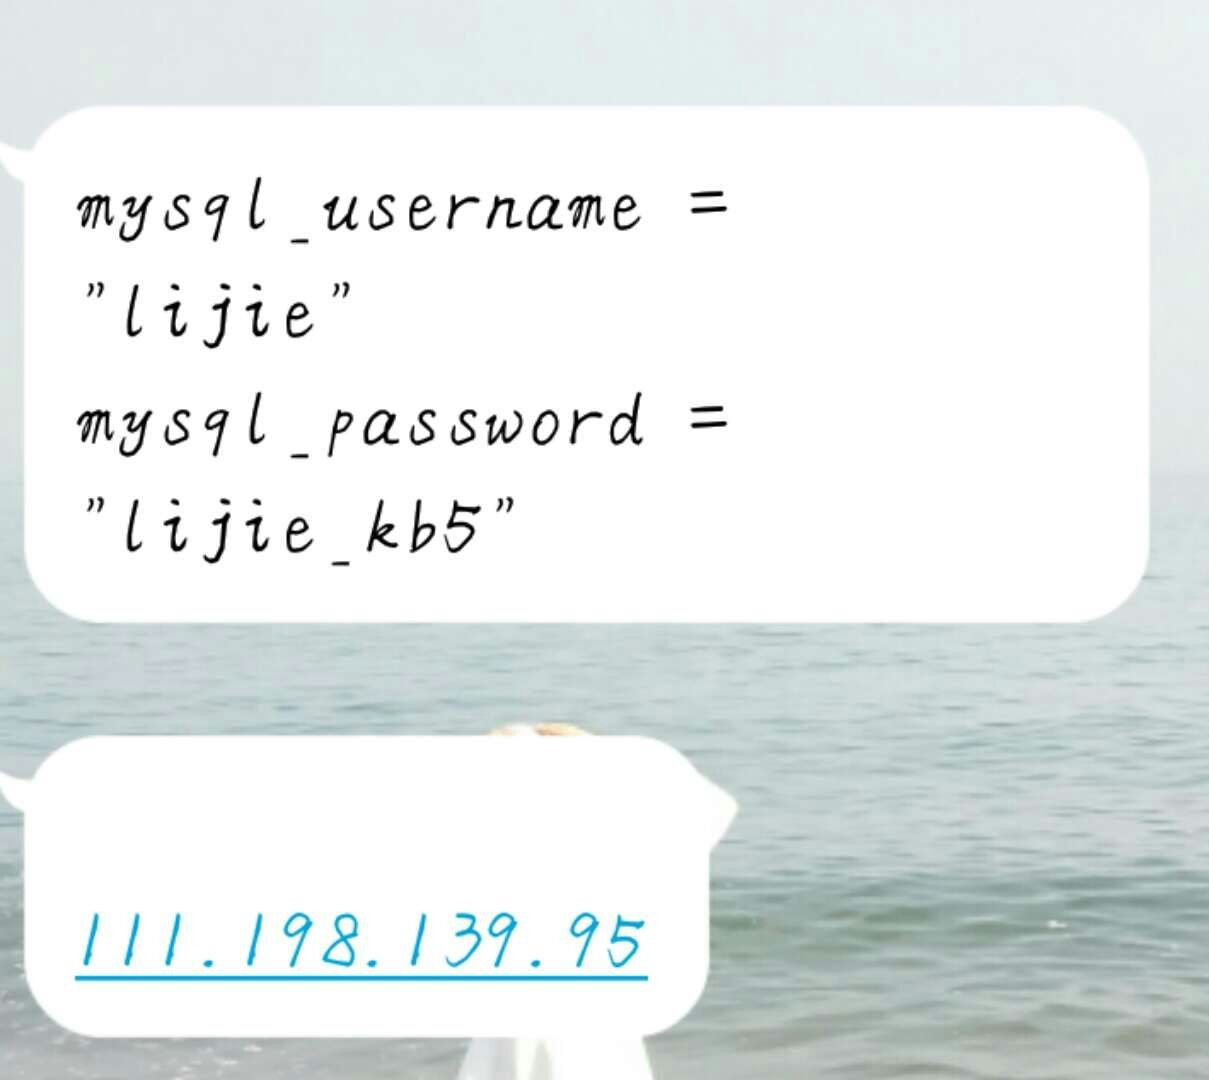 mysql_username =
"lijie"
mysql_password =
"lijie_kb5"
111.198.139.95